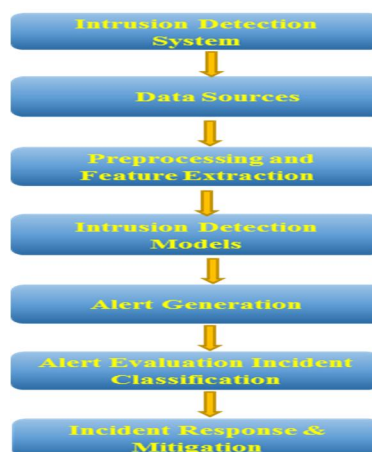 Intrusion Detection
System
Data Sources
Preprocessing and
Feature Extraction
Intrusion Detection
Models
Alert Generation
Alert Evaluation Incident
Classification
Incident Response &
Mitigation